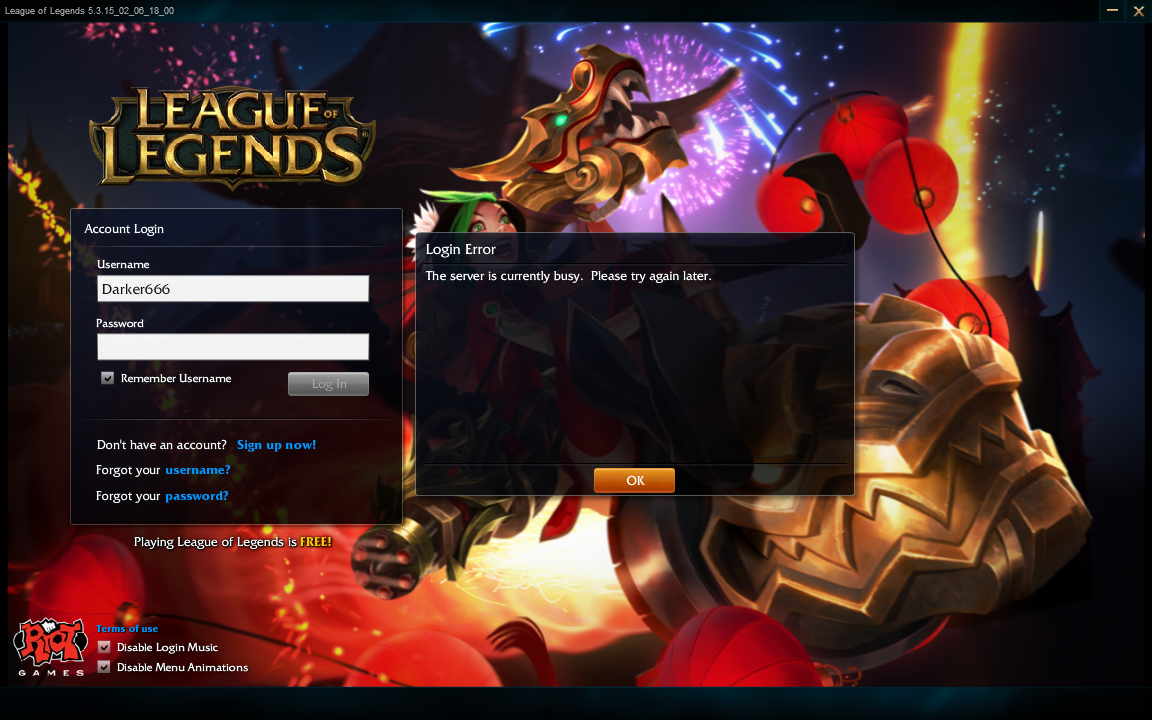 League of Legends 5.3.15_02_06_18_00
LEAGUE OF
LEGENDS
Account Login
Username
Darker666
Password
Remember Username
Log In
Don't have an account? Sign up now!
Forgot your username?
Forgot your password?
Playing League of Legends is FREE!
Login Error
The server is currently busy.  Please try again later.
OK
RIOT
GAMES
Terms of use
Disable Login Music
Disable Menu Animations